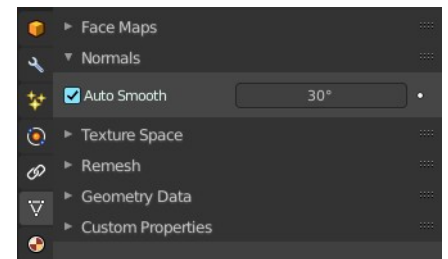 Face Maps
Normals
Auto Smooth 30°
Texture Space
Remesh
Geometry Data
Custom Properties